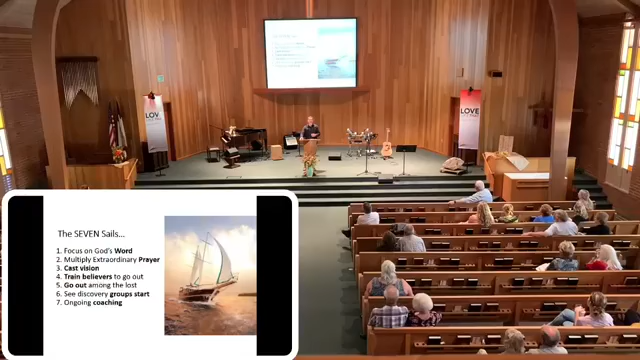 LOV
LOVE
The SEVEN Sails...
1. Focus on God's Word
2. Multiply Extraordinary Prayer
3. Cast vision
4. Train believers to go out
5. Go out among the lost
6. See discovery groups start
7. Ongoing coaching